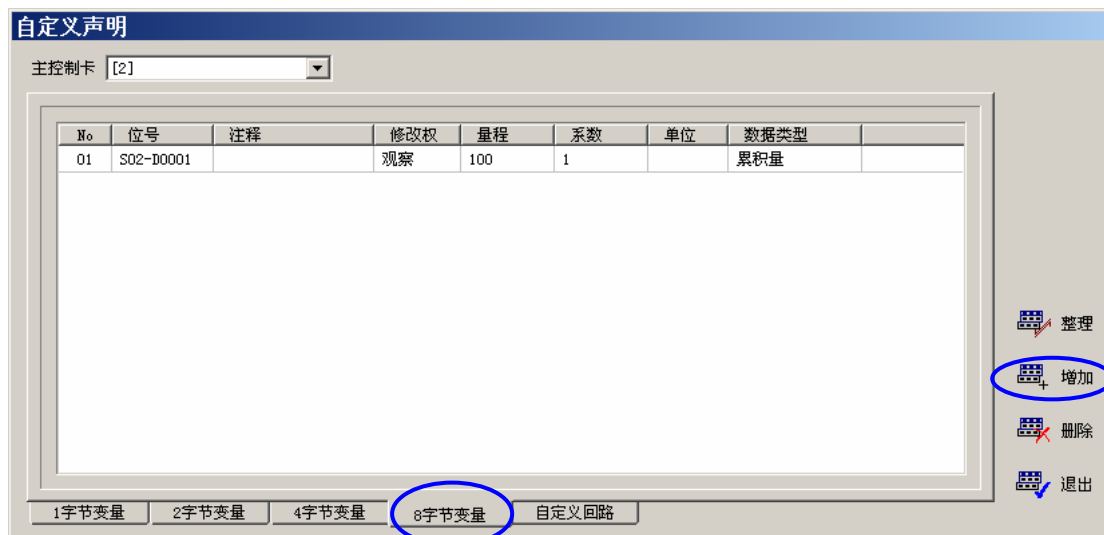 自定义声明
主控制卡 [2]
No 位号 注释 修改权 量程 系数 单位 数据类型
01 S02-D0001 观察 100 1 累积量
整理
增加
删除
退出
1字节变量 2字节变量 4字节变量 8字节变量 自定义回路